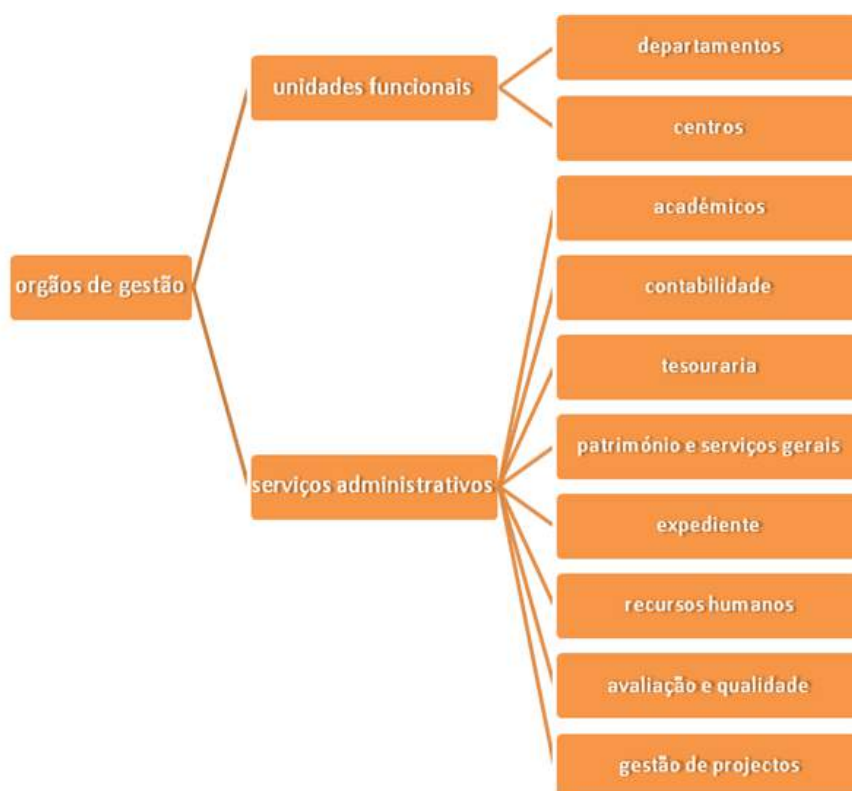 orgãos de gestão
unidades funcionais
departamentos
centros
serviços administrativos
académicos
contabilidade
tesouraria
património e serviços gerais
expediente
recursos humanos
avaliação e qualidade
gestão de projectos